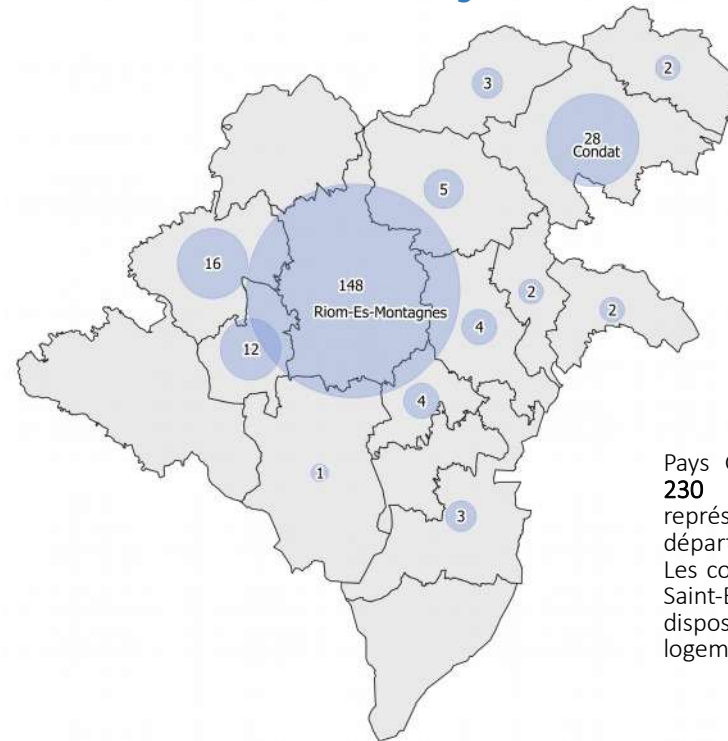 2
3
28
Condat
5
16
148
Riom-Es-Montagnes
2
2
4
12
4
1
3
Pays
230
représ
départ
Les co
Saint-E
dispos
logem